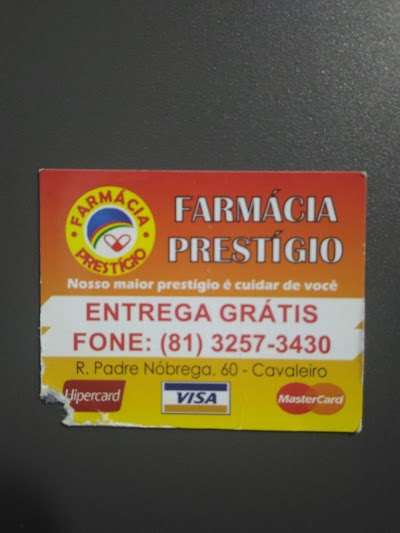 FARMÁCIA
PRESTÍGIO
FARMÁCIA
PRESTÍGIO
Nosso maior prestígio é cuidar de você
ENTREGA GRÁTIS
FONE: (81) 3257-3430
R. Padre Nóbrega, 60 - Cavaleiro
Hipercard
VISA
MasterCard